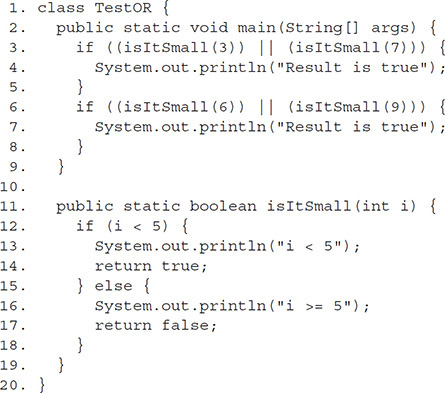 1. class TestOR {
2.   public static void main(String[] args) {
3.     if ((isItSmall(3)) || (isItSmall(7))) {
4.       System.out.println("Result is true");
5.     }
6.     if ((isItSmall(6)) || (isItSmall(9))) {
7.       System.out.println("Result is true");
8.     }
9.   }
10.
11.   public static boolean isItSmall(int i) {
12.     if (i < 5) {
13.       System.out.println("i < 5");
14.       return true;
15.     } else {
16.       System.out.println("i >= 5");
17.       return false;
18.     }
19.   }
20. }